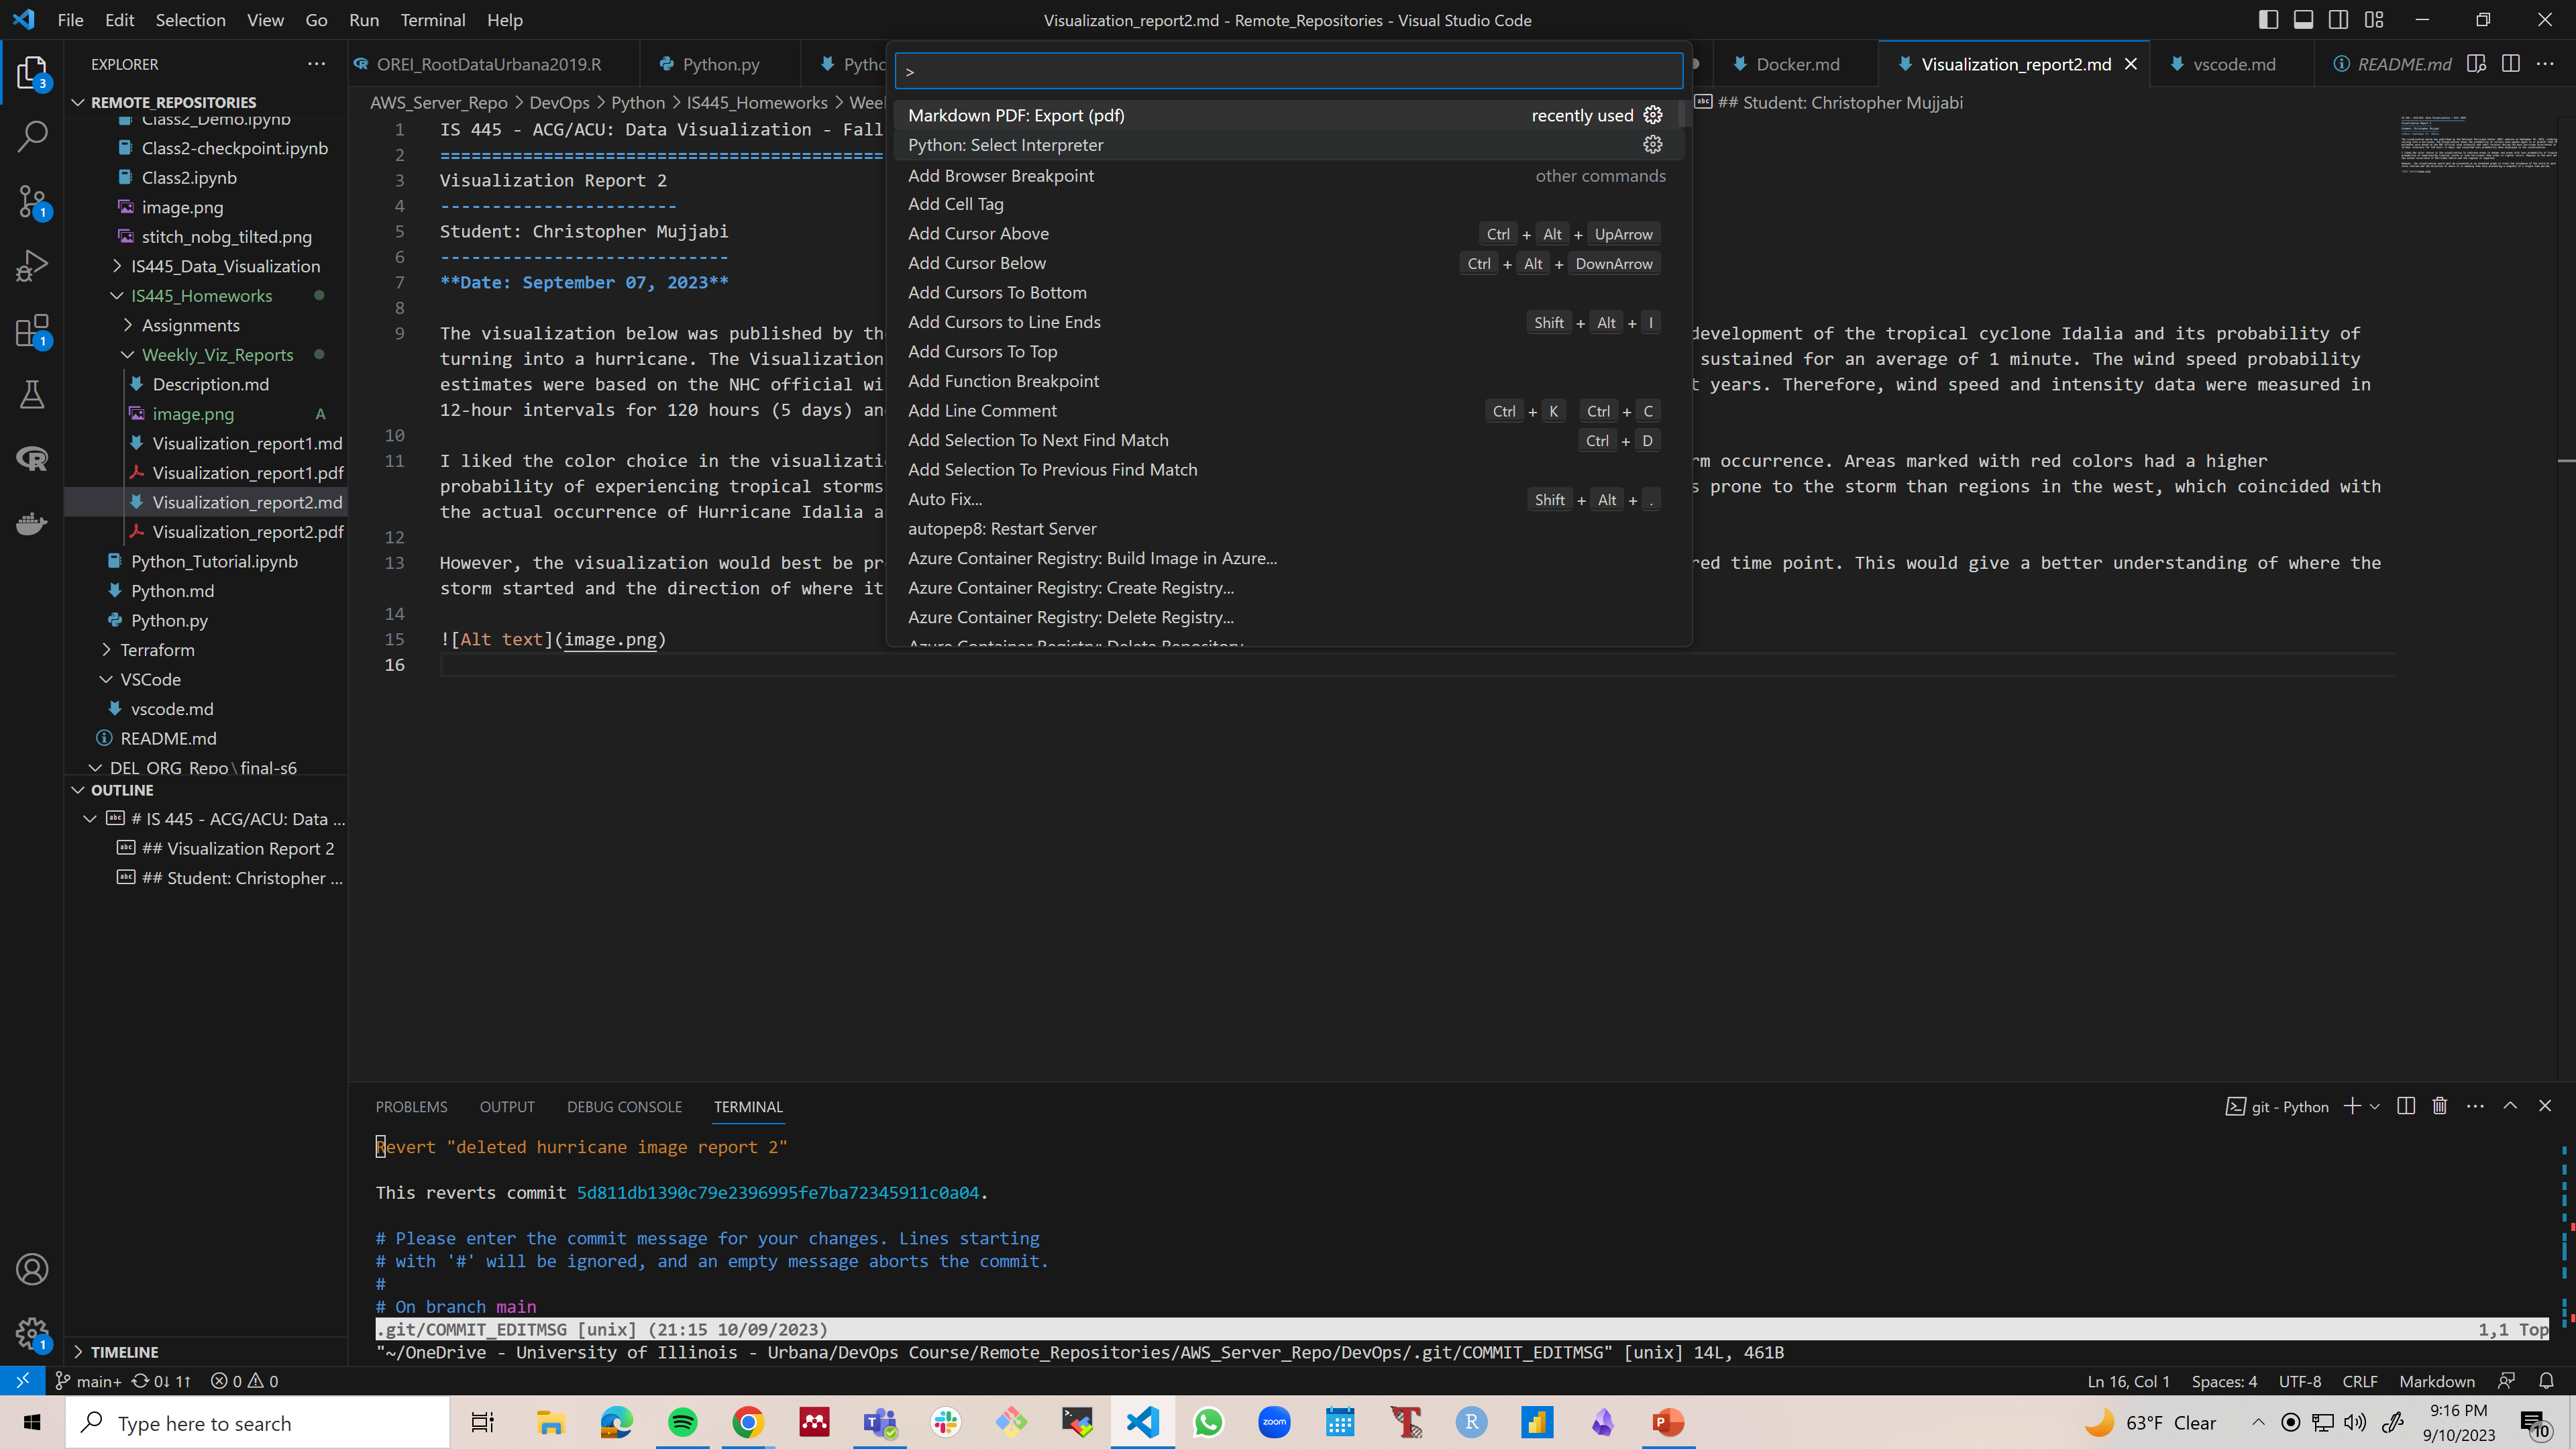 File Edit Selection View Go Run Terminal Help
Visualization_report2.md - Remote_Repositories - Visual Studio Code
EXPLORER
REMOTE_REPOSITORIES
Class2_Demo.ipynb
Class2-checkpoint.ipynb
Class2.ipynb
image.png
stitch_nobg_tilted.png
IS445_Data_Visualization
IS445_Homeworks
Assignments
Weekly_Viz_Reports
Description.md
image.png A
Visualization_report1.md
Visualization_report1.pdf
Visualization_report2.md
Visualization_report2.pdf
Python_Tutorial.ipynb
Python.md
Python.py
Terraform
VSCode
vscode.md
README.md
DEL_ORG_Repo\final-s6
OUTLINE
# IS 445 - ACG/ACU: Data ...
## Visualization Report 2
## Student: Christopher ...
TIMELINE
3
1
1
1
OREI_RootDataUrbana2019.R Python.py Pytho Docker.md Visualization_report2.md vscode.md README.md
AWS_Server_Repo > DevOps > Python > IS445_Homeworks > Wee
## Student: Christopher Mujjabi
1 IS 445 - ACG/ACU: Data Visualization - Fall
2 ===========================================
3 Visualization Report 2
4 -----------------------
5 Student: Christopher Mujjabi
6 ----------------------------
7 **Date: September 07, 2023**
8
9 The visualization below was published by th development of the tropical cyclone Idalia and its probability of
turning into a hurricane. The Visualization sustained for an average of 1 minute. The wind speed probability
estimates were based on the NHC official wi t years. Therefore, wind speed and intensity data were measured in
12-hour intervals for 120 hours (5 days) an
10
11 I liked the color choice in the visualizati rm occurrence. Areas marked with red colors had a higher
probability of experiencing tropical storms s prone to the storm than regions in the west, which coincided with
the actual occurrence of Hurricane Idalia a
12
13 However, the visualization would best be pr red time point. This would give a better understanding of where the
storm started and the direction of where it
14
15 ![Alt text](image.png)
16
>
Markdown PDF: Export (pdf) recently used
Python: Select Interpreter
Add Browser Breakpoint other commands
Add Cell Tag
Add Cursor Above Ctrl + Alt + UpArrow
Add Cursor Below Ctrl + Alt + DownArrow
Add Cursors To Bottom
Add Cursors to Line Ends Shift + Alt + I
Add Cursors To Top
Add Function Breakpoint
Add Line Comment Ctrl + K Ctrl + C
Add Selection To Next Find Match Ctrl + D
Add Selection To Previous Find Match
Auto Fix... Shift + Alt + .
autopep8: Restart Server
Azure Container Registry: Build Image in Azure...
Azure Container Registry: Create Registry...
Azure Container Registry: Delete Registry...
Azure Container Registry: Delete Repository
PROBLEMS OUTPUT DEBUG CONSOLE TERMINAL
git - Python
Revert "deleted hurricane image report 2"
This reverts commit 5d811db1390c79e2396995fe7ba72345911c0a04.
# Please enter the commit message for your changes. Lines starting
# with '#' will be ignored, and an empty message aborts the commit.
#
# On branch main
.git/COMMIT_EDITMSG [unix] (21:15 10/09/2023) 1,1 Top
"~/OneDrive - University of Illinois - Urbana/DevOps Course/Remote_Repositories/AWS_Server_Repo/DevOps/.git/COMMIT_EDITMSG" [unix] 14L, 461B
main+ 0↓ 1↑ 0 0
Ln 16, Col 1 Spaces: 4 UTF-8 CRLF Markdown
Type here to search
zoom
63°F Clear
9:16 PM
9/10/2023
10